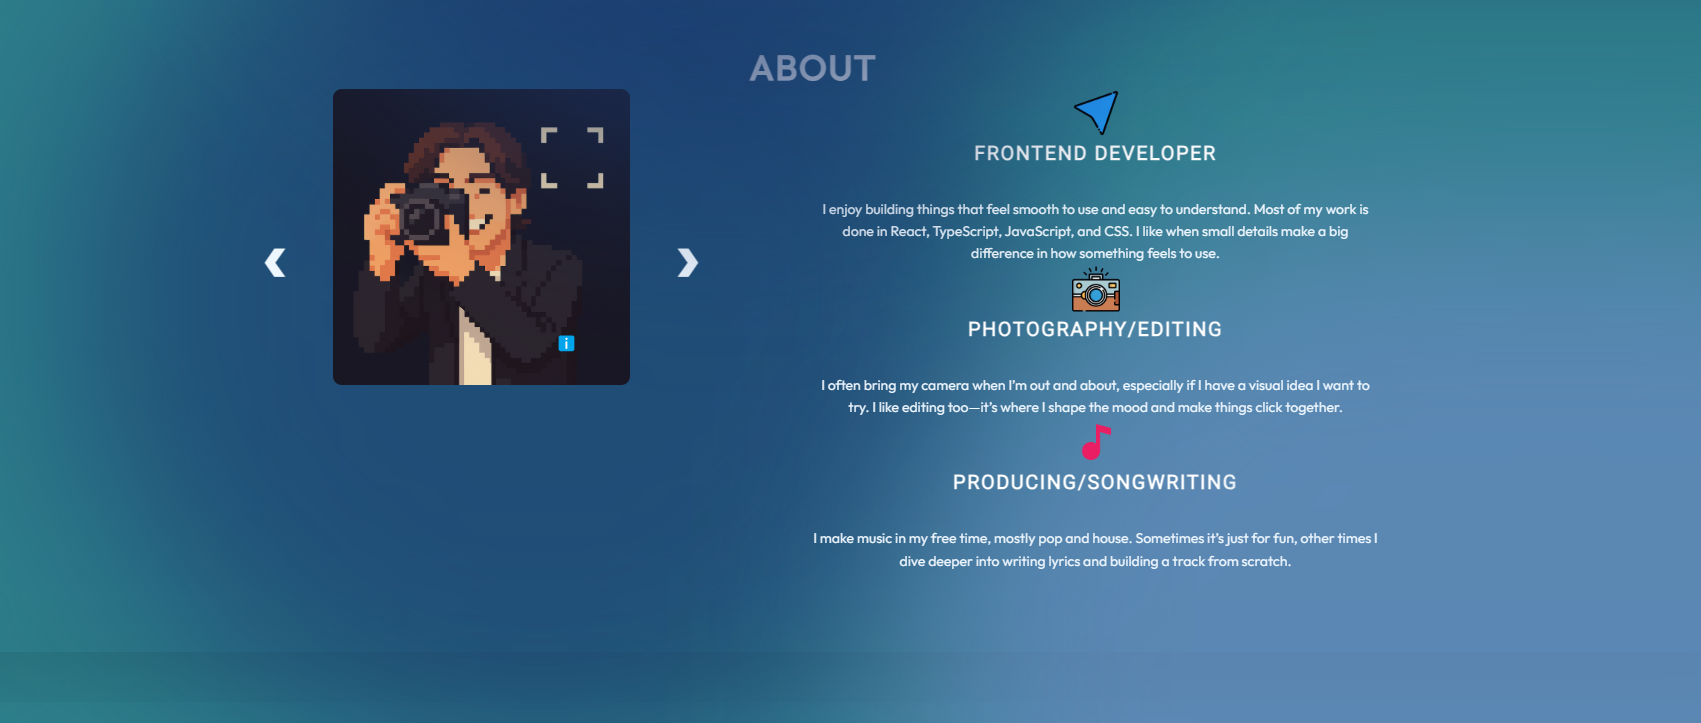 ABOUT
FRONTEND DEVELOPER
I enjoy building things that feel smooth to use and easy to understand. Most of my work is
done in React, TypeScript, JavaScript, and CSS. I like when small details make a big
difference in how something feels to use.
PHOTOGRAPHY/EDITING
I often bring my camera when I'm out and about, especially if I have a visual idea I want to
try. I like editing too—it's where I shape the mood and make things click together.
PRODUCING/SONGWRITING
I make music in my free time, mostly pop and house. Sometimes it's just for fun, other times I
dive deeper into writing lyrics and building a track from scratch.